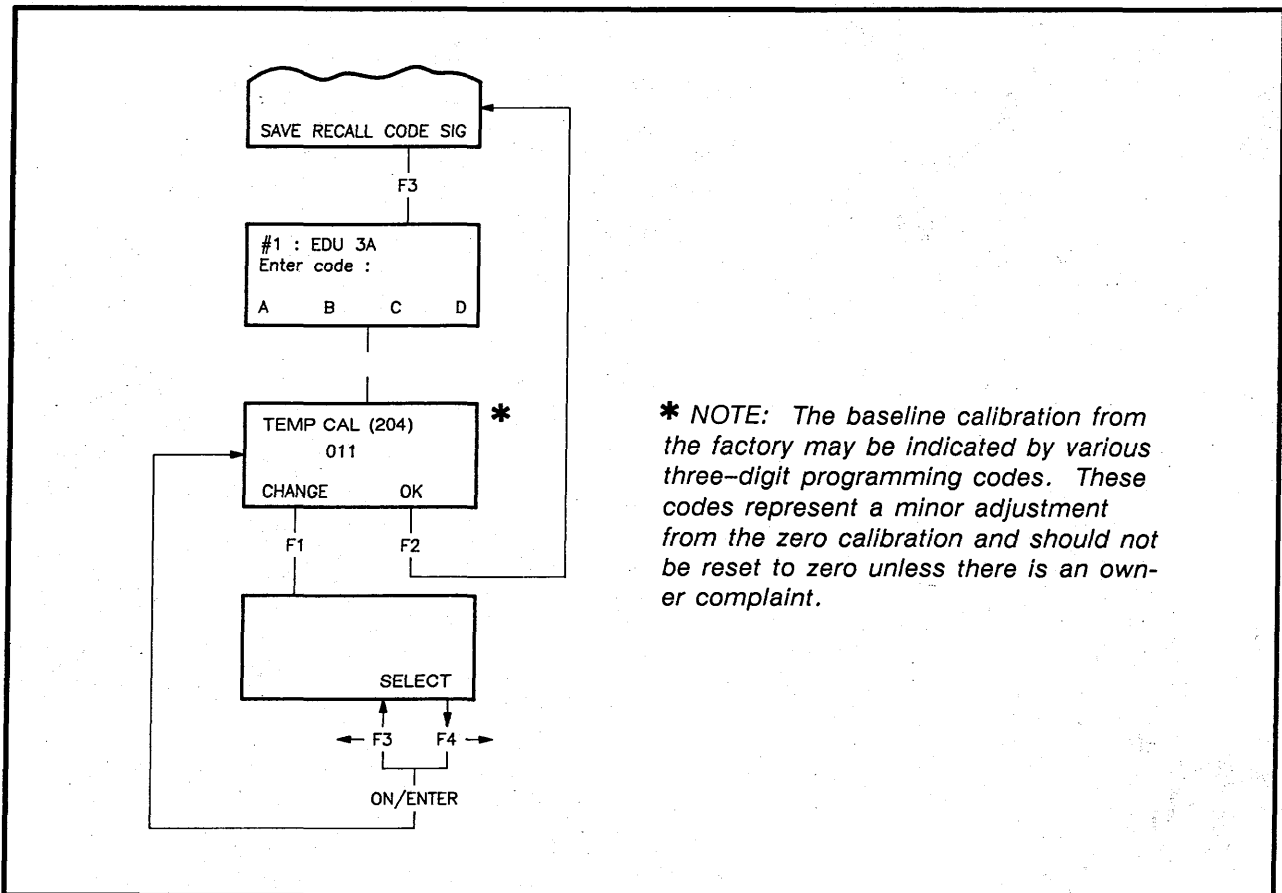 SAVE RECALL CODE SIG
F3
#1 : EDU 3A
Enter code :
A B C D
TEMP CAL (204)
011
CHANGE OK
*
F1 F2
SELECT
F3 F4
ON/ENTER
* NOTE: The baseline calibration from
the factory may be indicated by various
three–digit programming codes. These
codes represent a minor adjustment
from the zero calibration and should not
be reset to zero unless there is an own-
er complaint.